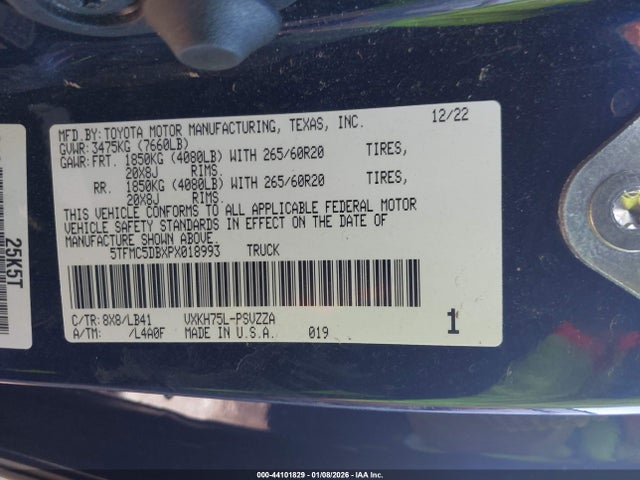 MFD.BY:TOYOTA MOTOR MANUFACTURING, TEXAS, INC. 12/22
GVWR: 3475KG (7660LB)
GAWR: FRT. 1850KG (4080LB) WITH 265/60R20 TIRES,
20X8J RIMS.
RR. 1850KG (4080LB) WITH 265/60R20 TIRES,
20X8J RIMS.
THIS VEHICLE CONFORMS TO ALL APPLICABLE FEDERAL MOTOR
VEHICLE SAFETY STANDARDS IN EFFECT ON THE DATE OF
MANUFACTURE SHOWN ABOVE.
5TFMC5DBXPX018993 TRUCK
C/TR: 8X8/LB41 VXKH75L-PSVZZA
A/TM: /L4A0F MADE IN U.S.A. 019
1
25K5T
000-44101829 - 01/08/2026 - IAA Inc.